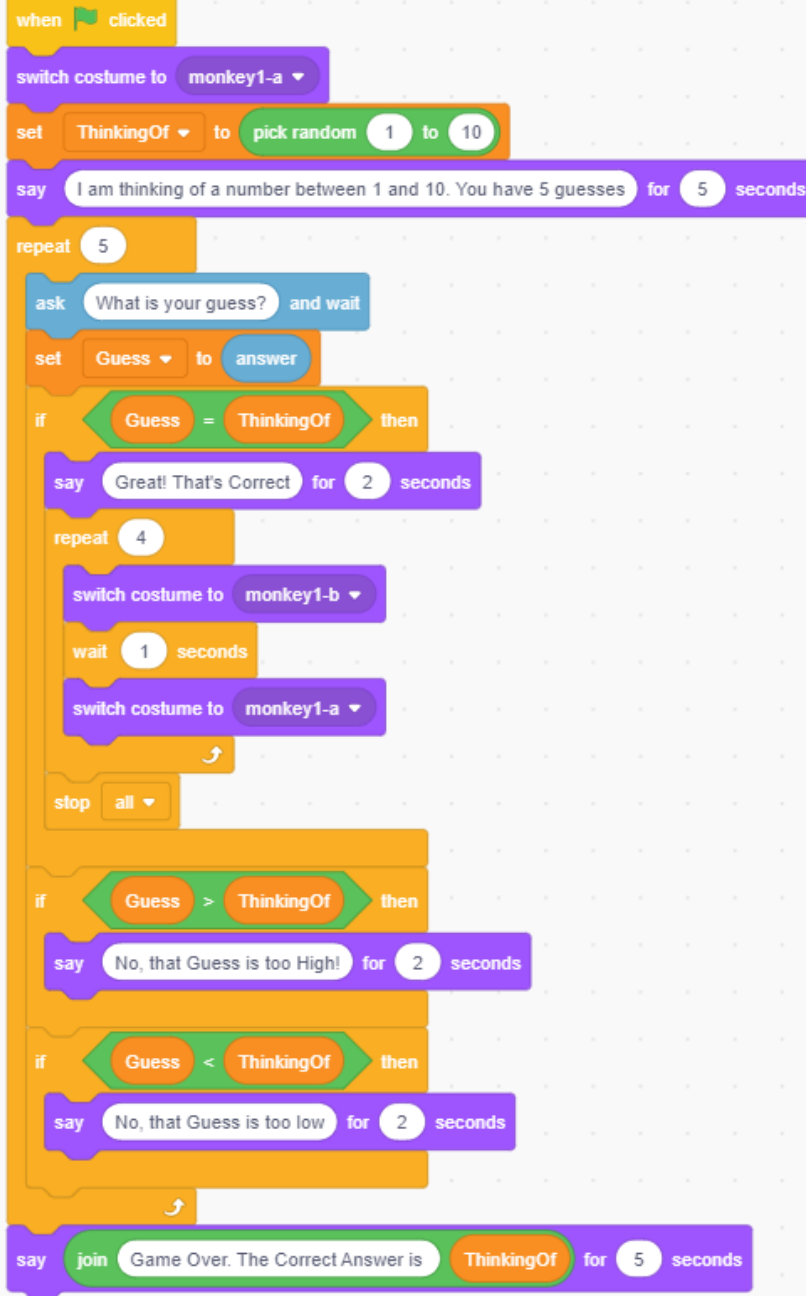 when clicked
switch costume to monkey1-a
set ThinkingOf to pick random 1 to 10
say I am thinking of a number between 1 and 10. You have 5 guesses for 5 seconds
repeat 5
ask What is your guess? and wait
set Guess to answer
if Guess = ThinkingOf then
say Great! That's Correct for 2 seconds
repeat 4
switch costume to monkey1-b
wait 1 seconds
switch costume to monkey1-a
stop all
if Guess > ThinkingOf then
say No, that Guess is too High! for 2 seconds
if Guess < ThinkingOf then
say No, that Guess is too low for 2 seconds
say join Game Over. The Correct Answer is ThinkingOf for 5 seconds